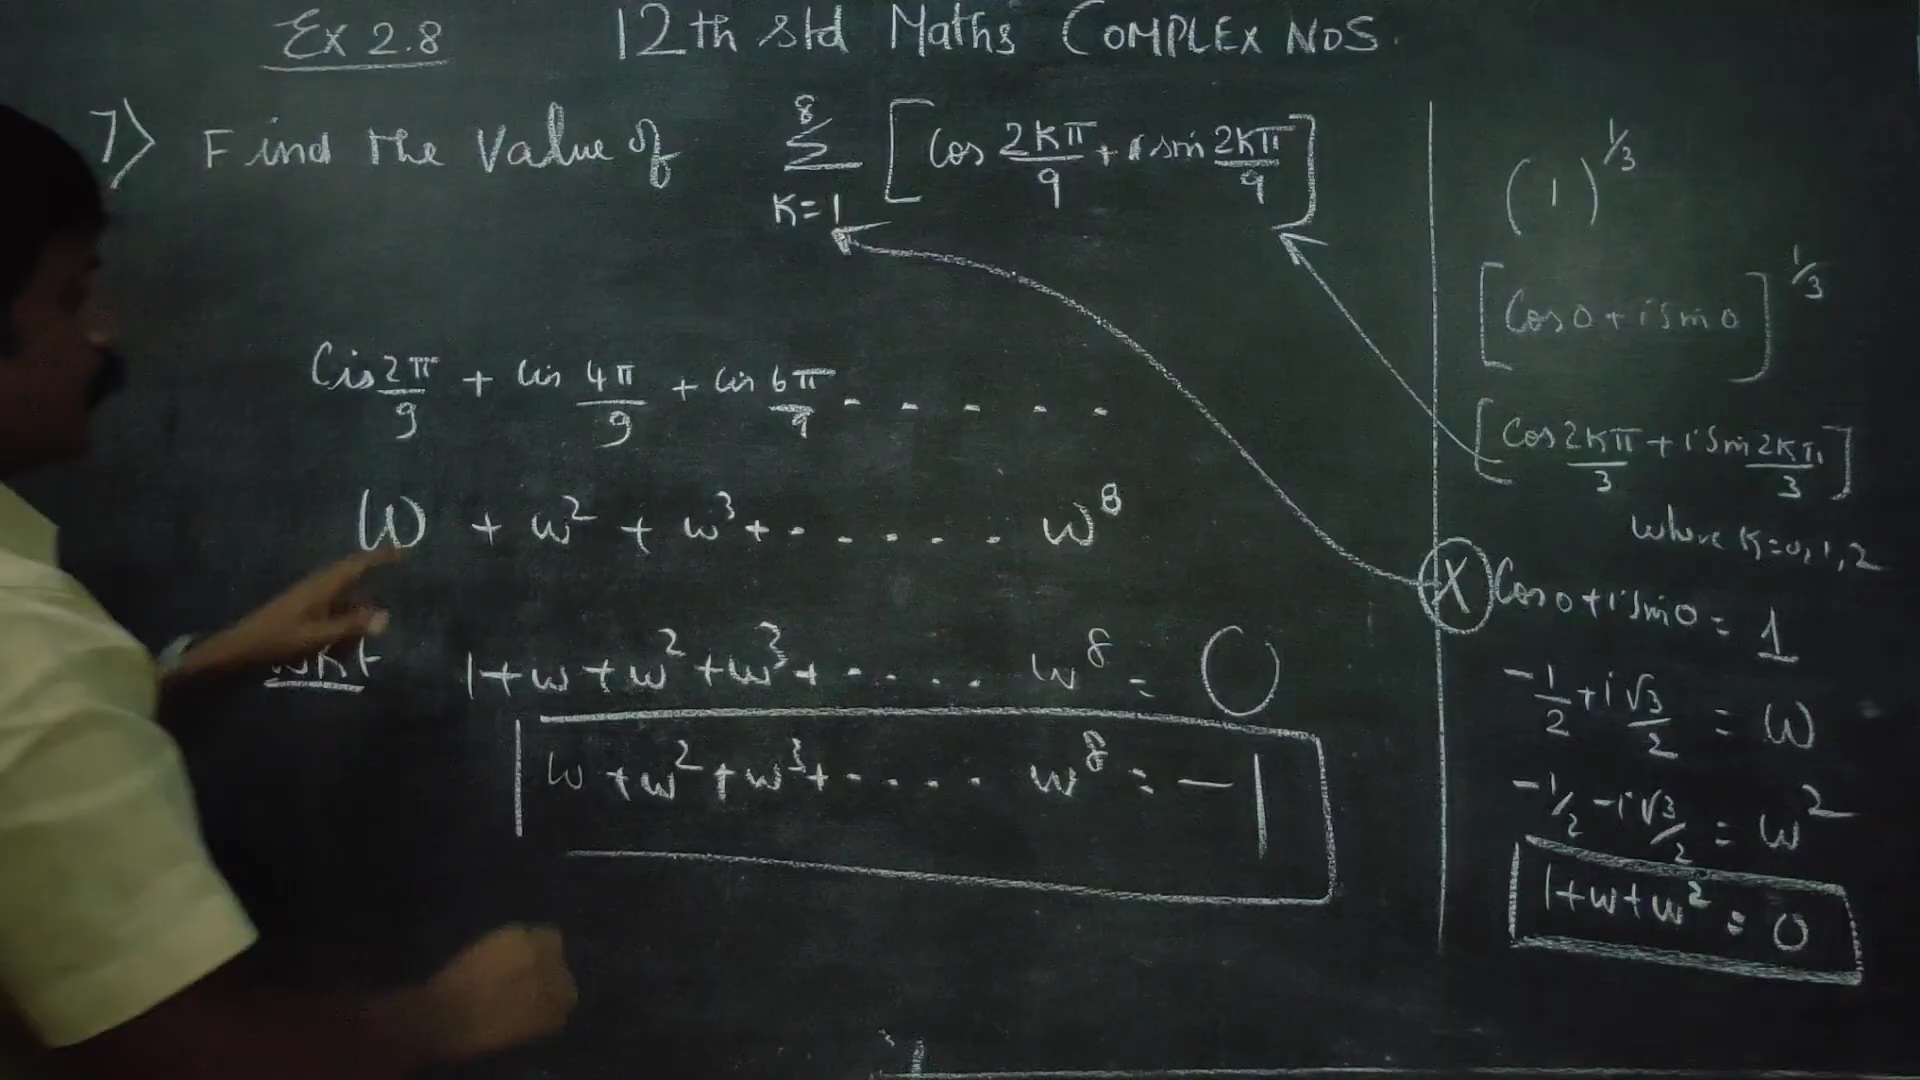 Ex 2.8 12th std Maths COMPLEX NOS.
7) Find the Value of 8 Σ K=1 [Cos 2Kπ/9 + i sin 2Kπ/9]
Cis 2π/9 + Cis 4π/9 + Cis 6π/9 - - - - -
ω + ω² + ω³ + - . . . . . ω⁸
WKT 1+ω+ω²+ω³+ - . . . . ω⁸ = 0
ω+ω²+ω³+ - . . . . ω⁸ = -1
(1)^1/3
[Cos 0 + i Sin 0]^1/3
[Cos 2Kπ/3 + i Sin 2Kπ/3]
where K=0,1,2
X Cos 0 + i Sin 0 = 1
-1/2 + i √3/2 = ω
-1/2 - i √3/2 = ω²
1+ω+ω² = 0